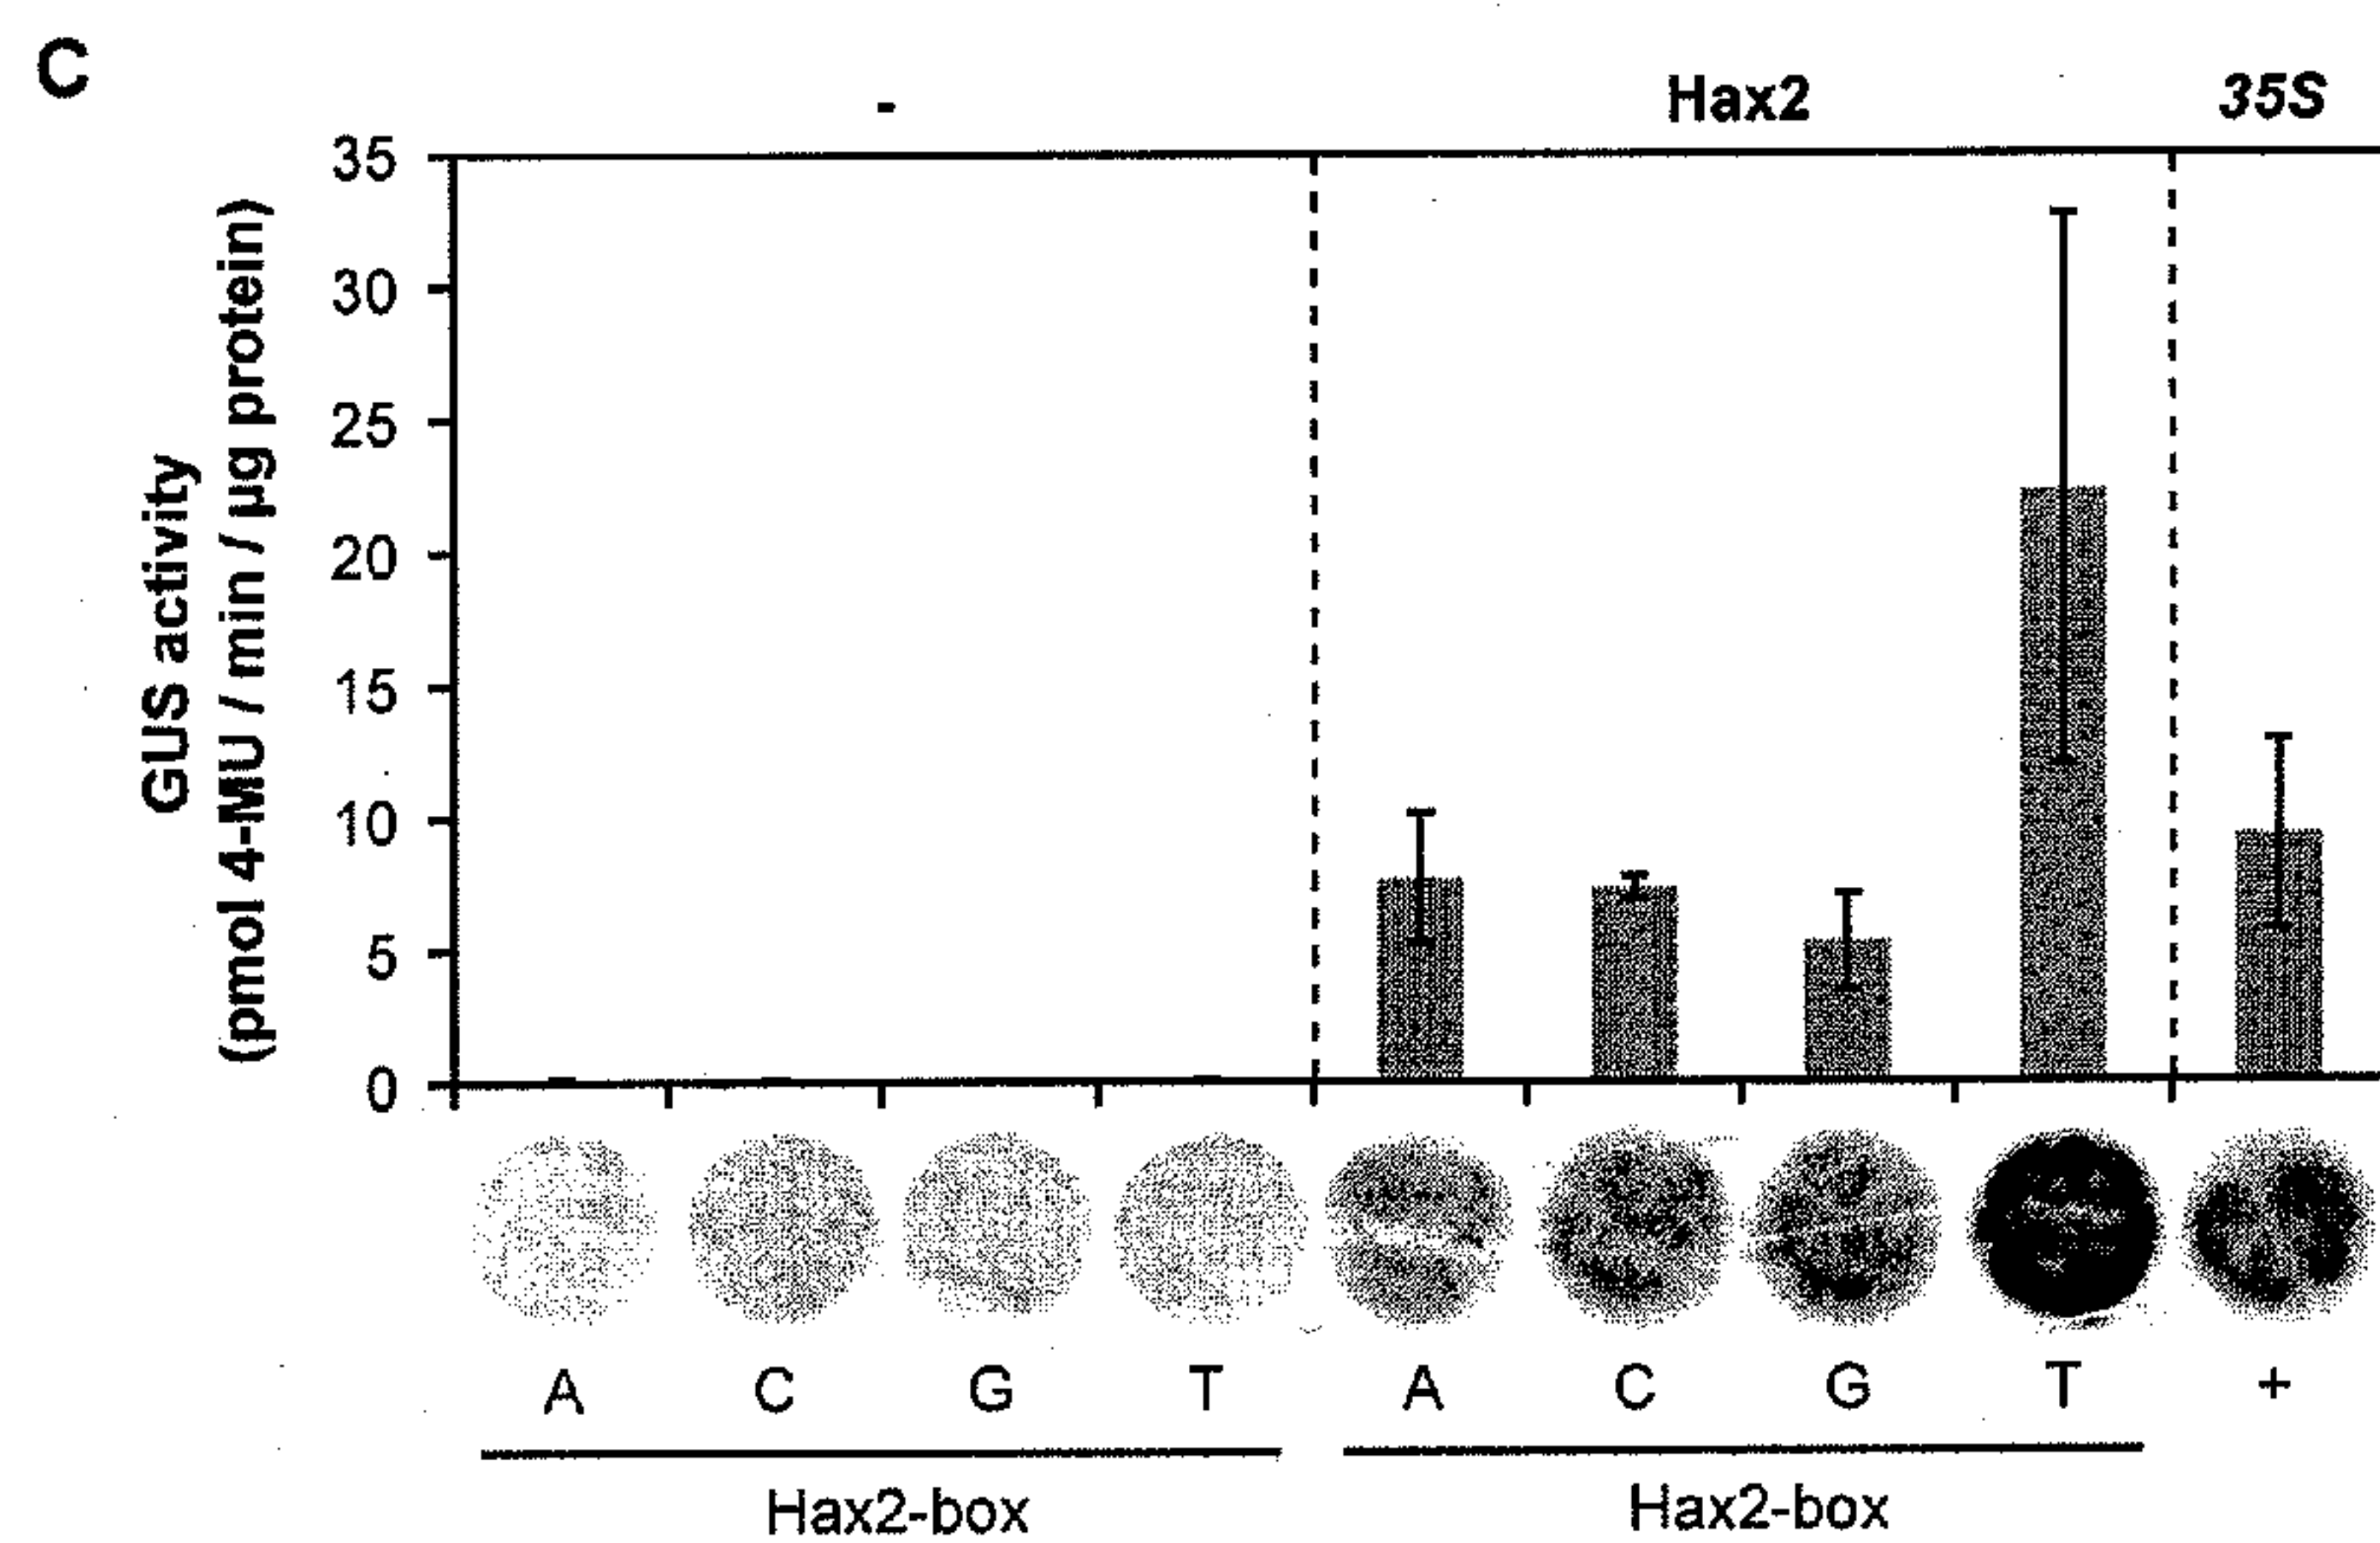 C
- Hax2 35S
GUS activity
(pmol 4-MU / min / µg protein)
35
30
25
20
15
10
5
0
A C G T A C G T +
Hax2-box Hax2-box